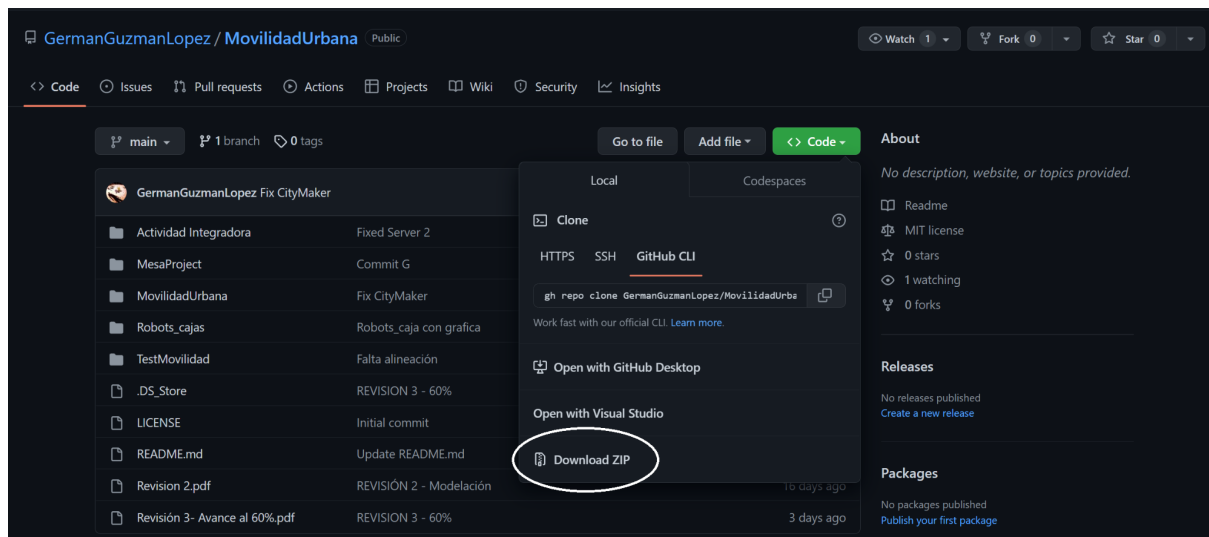 GermanGuzmanLopez / MovilidadUrbana Public
Watch 1 Fork 0 Star 0
<> Code Issues Pull requests Actions Projects Wiki Security Insights
main 1 branch 0 tags Go to file Add file <> Code
GermanGuzmanLopez Fix CityMaker
Actividad Integradora Fixed Server 2
MesaProject Commit G
MovilidadUrbana Fix CityMaker
Robots_cajas Robots_caja con grafica
TestMovilidad Falta alineación
.DS_Store REVISION 3 - 60%
LICENSE Initial commit
README.md Update README.md
Revision 2.pdf REVISIÓN 2 - Modelación 16 days ago
Revisión 3- Avance al 60%.pdf REVISION 3 - 60% 3 days ago
Local Codespaces
Clone
HTTPS SSH GitHub CLI
gh repo clone GermanGuzmanLopez/MovilidadUrba
Work fast with our official CLI. Learn more.
Open with GitHub Desktop
Open with Visual Studio
Download ZIP
About
No description, website, or topics provided.
Readme
MIT license
0 stars
1 watching
0 forks
Releases
No releases published
Create a new release
Packages
No packages published
Publish your first package